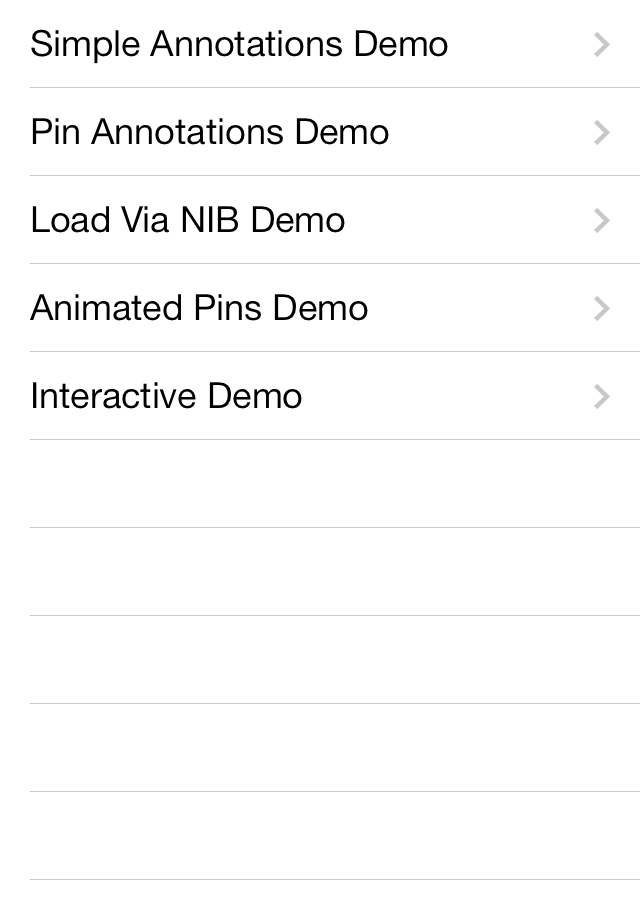 Simple Annotations Demo
Pin Annotations Demo
Load Via NIB Demo
Animated Pins Demo
Interactive Demo